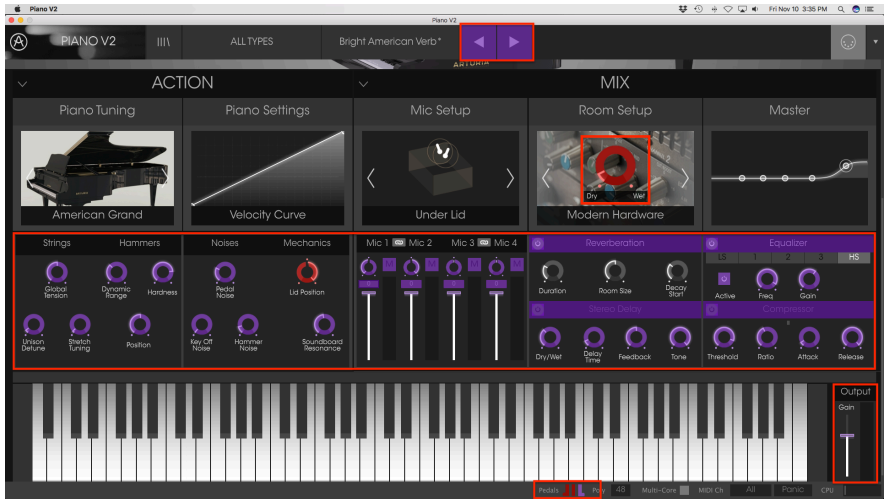 Piano V2
Fri Nov 10 3:35 PM
Piano V2
PIANO V2
ALL TYPES
Bright American Verb*
ARTURIA
ACTION
MIX
Piano Tuning
Piano Settings
Mic Setup
Room Setup
Master
Dry
Wet
American Grand
Velocity Curve
Under Lid
Modern Hardware
Strings
Hammers
Noises
Mechanics
Mic 1
Mic 2
Mic 3
Mic 4
Reverberation
Equalizer
LS 1 2 3 HS
M M M M
Global Tension
Dynamic Range
Hardness
Pedal Noise
Lid Position
C C C C
Duration
Room Size
Decay Start
Active
Freq
Gain
Stereo Delay
Compressor
Unison Detune
Stretch Tuning
Position
Key Off Noise
Hammer Noise
Soundboard Resonance
Dry/Wet
Delay Time
Feedback
Tone
Threshold
Ratio
Attack
Release
Output
Gain
Pedals
Poly 48
Multi-Core
MIDI Ch All
Panic
CPU